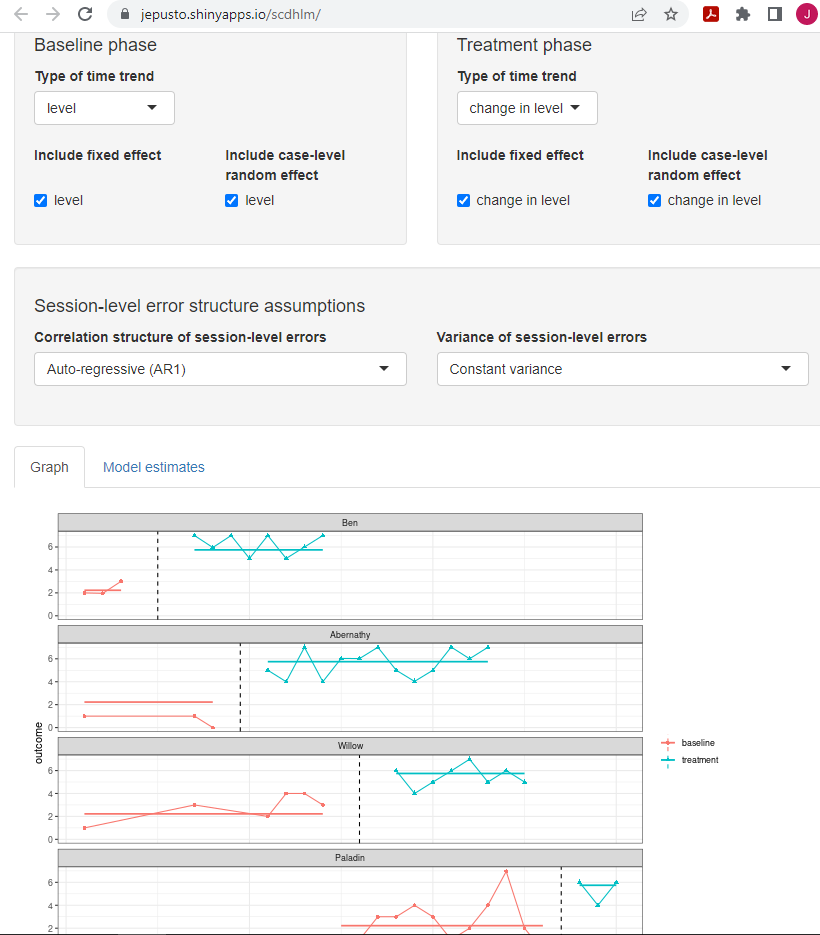 jepusto.shinyapps.io/scdhlm/
J
Baseline phase
Type of time trend
level
Include fixed effect
Include case-level
random effect
level
level
Treatment phase
Type of time trend
change in level
Include fixed effect
Include case-level
random effect
change in level
change in level
Session-level error structure assumptions
Correlation structure of session-level errors
Auto-regressive (AR1)
Variance of session-level errors
Constant variance
Graph
Model estimates
Ben
6
4
2
0
Abernathy
6
4
2
0
Willow
6
4
2
0
Paladin
6
4
2
outcome
baseline
treatment